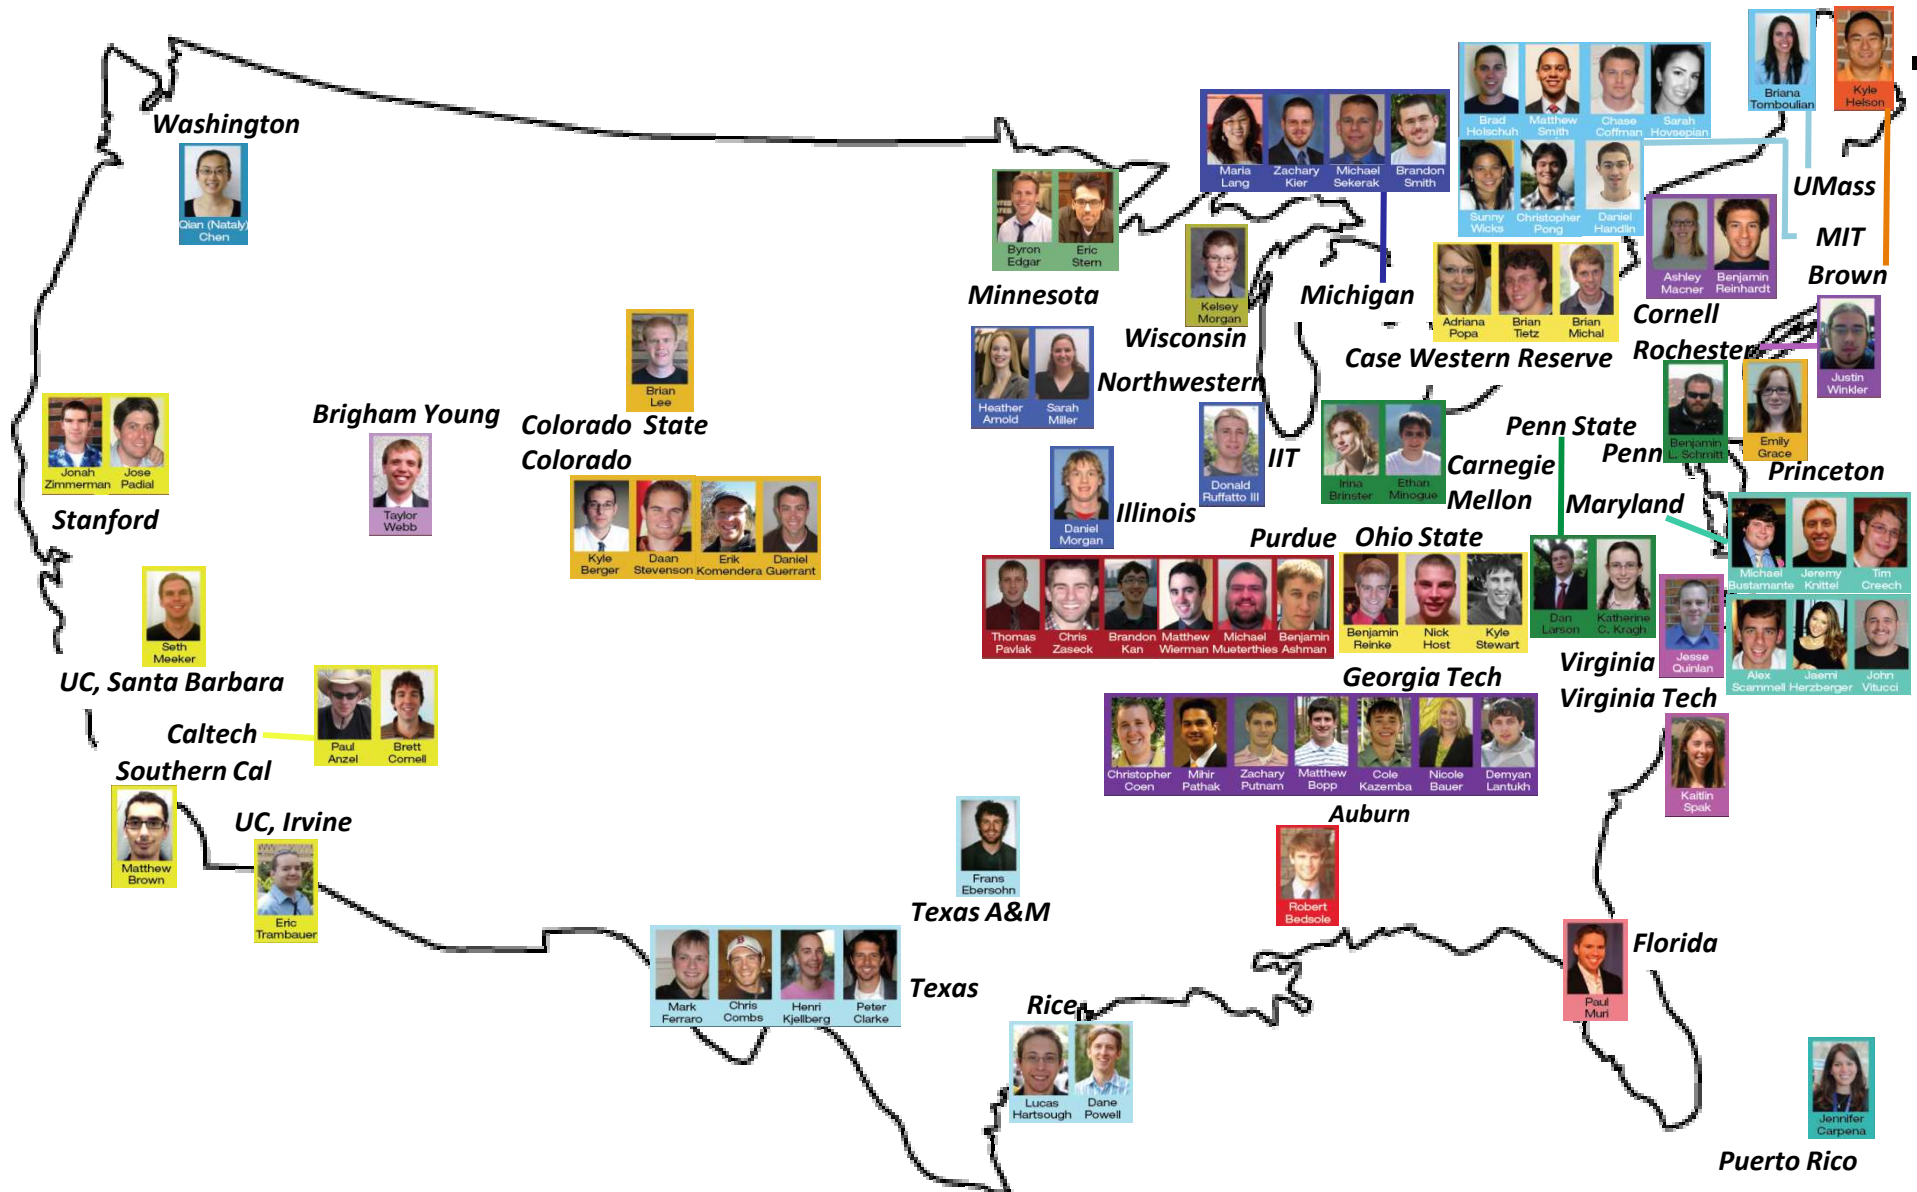 Washington
Qian (Nataly)
Chen
Stanford
Jonah
Zimmerman
Jose
Padial
Seth
Meeker
UC, Santa Barbara
Caltech
Paul
Anzel
Brett
Cornell
Southern Cal
Matthew
Brown
UC, Irvine
Eric
Trambauer
Brigham Young
Taylor
Webb
Brian
Lee
Colorado State
Colorado
Kyle
Berger
Daan
Stevenson
Erik
Komendera
Daniel
Guerrant
Mark
Ferraro
Chris
Combs
Henri
Kjellberg
Peter
Clarke
Texas
Frans
Ebersohn
Texas A&M
Rice
Lucas
Hartsough
Dane
Powell
Byron
Edgar
Eric
Stern
Minnesota
Kelsey
Morgan
Wisconsin
Heather
Arnold
Sarah
Miller
Northwestern
Daniel
Morgan
Illinois
Donald
Ruffatto III
IIT
Maria
Lang
Zachary
Kier
Michael
Sekerak
Brandon
Smith
Michigan
Brad
Holschuh
Matthew
Smith
Chase
Coffman
Sarah
Hovsepian
Sunny
Wicks
Christopher
Pong
Daniel
Handlin
MIT
Briana
Tomboulian
UMass
Kyle
Helson
Brown
Ashley
Macner
Benjamin
Reinhardt
Cornell
Rochester
Justin
Winkler
Adriana
Popa
Brian
Tietz
Brian
Michal
Case Western Reserve
Irina
Brinster
Ethan
Minogue
Carnegie
Mellon
Penn State
Penn
Benjamin
L. Schmitt
Emily
Grace
Princeton
Maryland
Michael
Bustamante
Jeremy
Knittel
Tim
Creech
Alex
Scammell
Jaemi
Herzberger
John
Vitucci
Dan
Larson
Katherine
C. Kragh
Purdue
Thomas
Pavlak
Chris
Zaseck
Brandon
Kan
Matthew
Wierman
Michael
Mueterthies
Benjamin
Ashman
Ohio State
Benjamin
Reinke
Nick
Host
Kyle
Stewart
Virginia
Jesse
Quinlan
Virginia Tech
Kaitlin
Spak
Georgia Tech
Christopher
Coen
Mihir
Pathak
Zachary
Putnam
Matthew
Bopp
Cole
Kazemba
Nicole
Bauer
Demyan
Lantukh
Auburn
Robert
Bedsole
Florida
Paul
Muri
Jennifer
Carpena
Puerto Rico